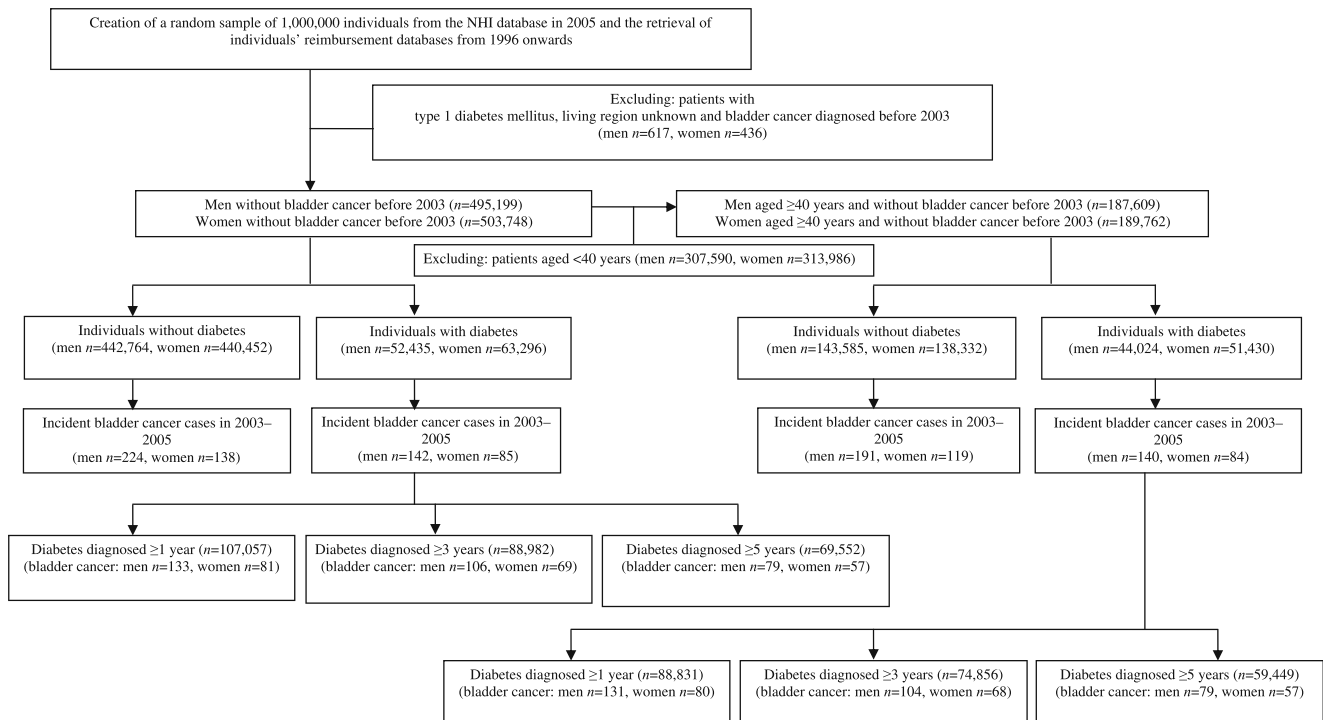 Creation of a random sample of 1,000,000 individuals from the NHI database in 2005 and the retrieval of
individuals’ reimbursement databases from 1996 onwards
Excluding: patients with
type 1 diabetes mellitus, living region unknown and bladder cancer diagnosed before 2003
(men n=617, women n=436)
Men without bladder cancer before 2003 (n=495,199)
Women without bladder cancer before 2003 (n=503,748)
Men aged ≥40 years and without bladder cancer before 2003 (n=187,609)
Women aged ≥40 years and without bladder cancer before 2003 (n=189,762)
Excluding: patients aged <40 years (men n=307,590, women n=313,986)
Individuals without diabetes
(men n=442,764, women n=440,452)
Individuals with diabetes
(men n=52,435, women n=63,296)
Individuals without diabetes
(men n=143,585, women n=138,332)
Individuals with diabetes
(men n=44,024, women n=51,430)
Incident bladder cancer cases in 2003–
2005
(men n=224, women n=138)
Incident bladder cancer cases in 2003–
2005
(men n=142, women n=85)
Incident bladder cancer cases in 2003–
2005
(men n=191, women n=119)
Incident bladder cancer cases in 2003–
2005
(men n=140, women n=84)
Diabetes diagnosed ≥1 year (n=107,057)
(bladder cancer: men n=133, women n=81)
Diabetes diagnosed ≥3 years (n=88,982)
(bladder cancer: men n=106, women n=69)
Diabetes diagnosed ≥5 years (n=69,552)
(bladder cancer: men n=79, women n=57)
Diabetes diagnosed ≥1 year (n=88,831)
(bladder cancer: men n=131, women n=80)
Diabetes diagnosed ≥3 years (n=74,856)
(bladder cancer: men n=104, women n=68)
Diabetes diagnosed ≥5 years (n=59,449)
(bladder cancer: men n=79, women n=57)